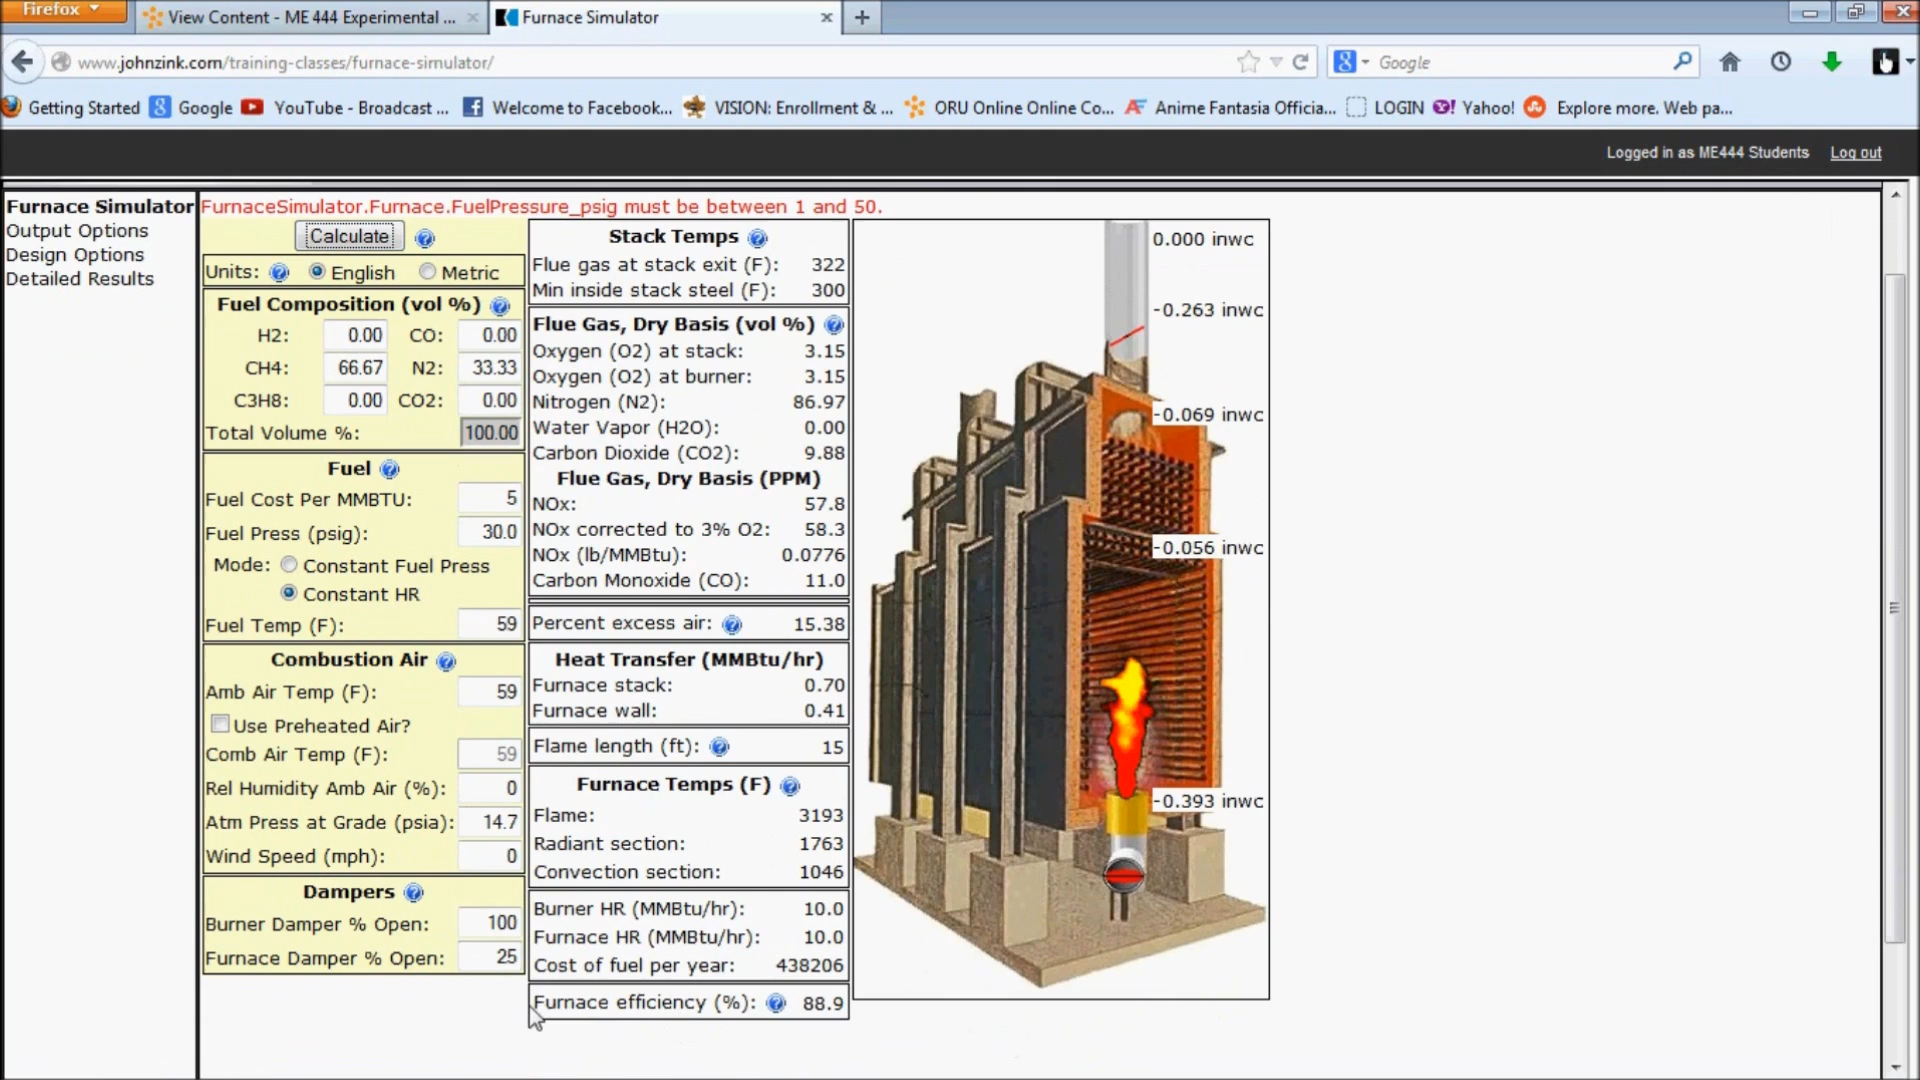 Firefox
View Content - ME 444 Experimental ...
Furnace Simulator
www.johnzink.com/training-classes/furnace-simulator/
Google
Getting Started
Google
YouTube - Broadcast ...
Welcome to Facebook...
VISION: Enrollment & ...
ORU Online Online Co...
Anime Fantasia Officia...
LOGIN
Yahoo!
Explore more. Web pa...
Logged in as ME444 Students
Log out
Furnace Simulator
Output Options
Design Options
Detailed Results
FurnaceSimulator.Furnace.FuelPressure_psig must be between 1 and 50.
Calculate
Units: English Metric
Fuel Composition (vol %)
H2: 0.00 CO: 0.00
CH4: 66.67 N2: 33.33
C3H8: 0.00 CO2: 0.00
Total Volume %: 100.00
Fuel
Fuel Cost Per MMBTU: 5
Fuel Press (psig): 30.0
Mode: Constant Fuel Press
Constant HR
Fuel Temp (F): 59
Combustion Air
Amb Air Temp (F): 59
Use Preheated Air?
Comb Air Temp (F): 59
Rel Humidity Amb Air (%): 0
Atm Press at Grade (psia): 14.7
Wind Speed (mph): 0
Dampers
Burner Damper % Open: 100
Furnace Damper % Open: 25
Stack Temps
Flue gas at stack exit (F): 322
Min inside stack steel (F): 300
Flue Gas, Dry Basis (vol %)
Oxygen (O2) at stack: 3.15
Oxygen (O2) at burner: 3.15
Nitrogen (N2): 86.97
Water Vapor (H2O): 0.00
Carbon Dioxide (CO2): 9.88
Flue Gas, Dry Basis (PPM)
NOx: 57.8
NOx corrected to 3% O2: 58.3
NOx (lb/MMBtu): 0.0776
Carbon Monoxide (CO): 11.0
Percent excess air: 15.38
Heat Transfer (MMBtu/hr)
Furnace stack: 0.70
Furnace wall: 0.41
Flame length (ft): 15
Furnace Temps (F)
Flame: 3193
Radiant section: 1763
Convection section: 1046
Burner HR (MMBtu/hr): 10.0
Furnace HR (MMBtu/hr): 10.0
Cost of fuel per year: 438206
Furnace efficiency (%): 88.9
0.000 inwc
-0.263 inwc
-0.069 inwc
-0.056 inwc
-0.393 inwc